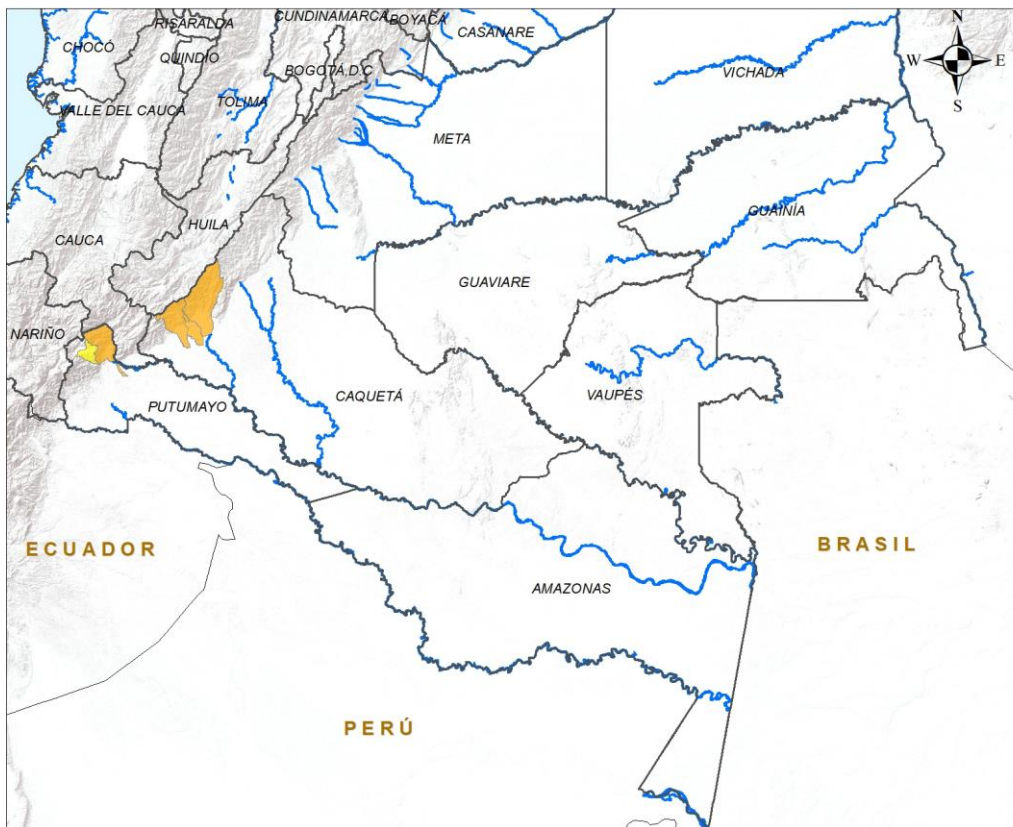 RISARALDA
CUNDINAMARCA
BOYACÁ
N
CHOCÓ
CASANARE
QUINDÍO
BOGOTÁ,D.C
W
E
VICHADA
S
VALLE DEL CAUCA
TOLIMA
META
HUILA
GUAINÍA
CAUCA
GUAVIARE
NARIÑO
CAQUETÁ
VAUPÉS
PUTUMAYO
ECUADOR
BRASIL
AMAZONAS
PERÚ